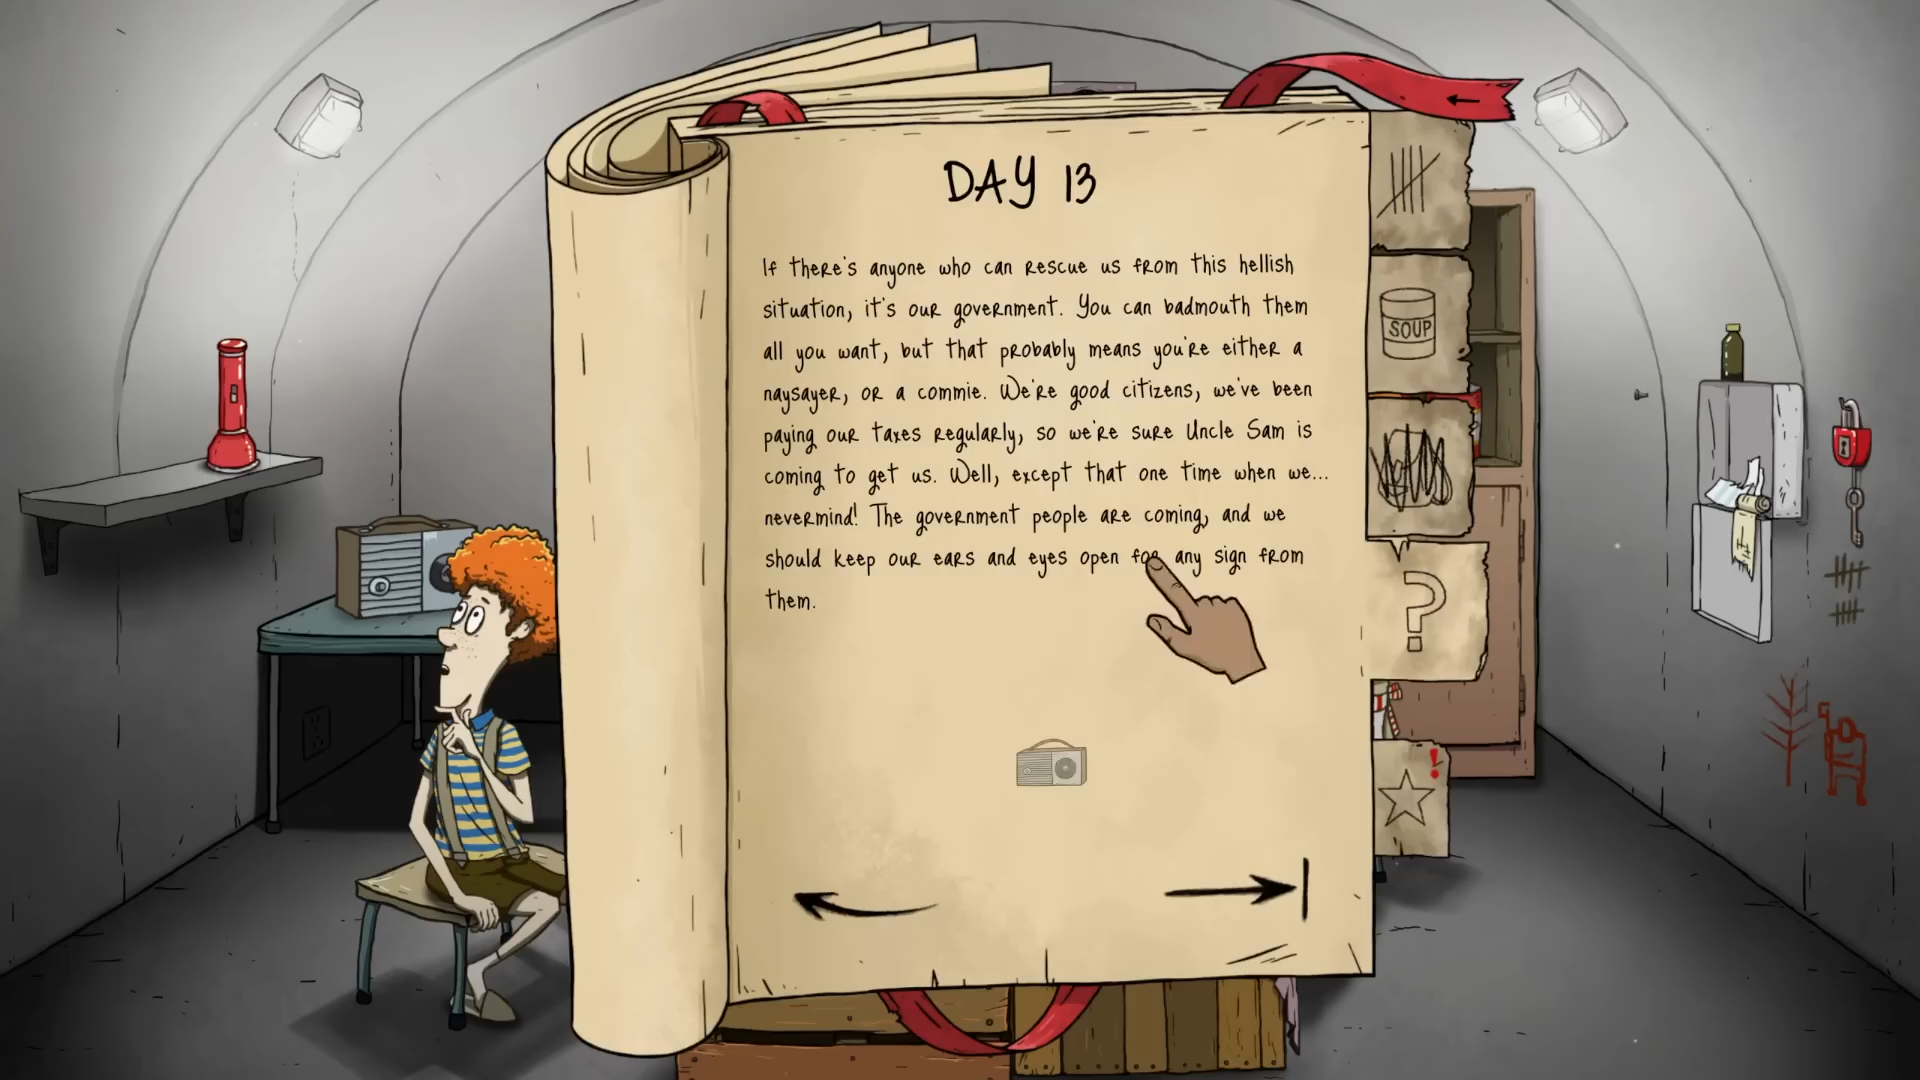 DAY 13
If there's anyone who can rescue us from this hellish
situation, it's our government. You can badmouth them
all you want, but that probably means you're either a
naysayer, or a commie. We're good citizens, we've been
paying our taxes regularly, so we're sure Uncle Sam is
coming to get us. Well, except that one time when we...
nevermind! The government people are coming, and we
should keep our ears and eyes open for any sign from
them.
SOUP
?
!